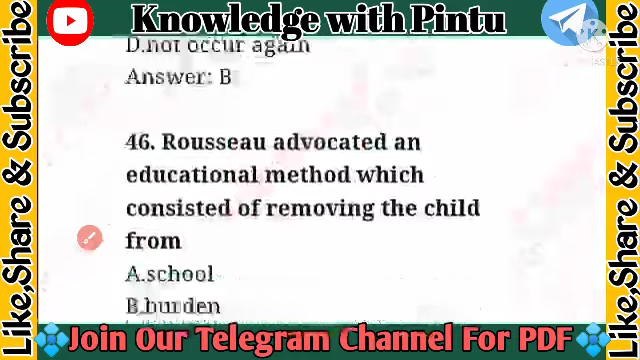 Knowledge with Pintu
D.not occur again
Answer: B
46. Rousseau advocated an
educational method which
consisted of removing the child
from
A.school
B.burden
Like,Share & Subscribe
Like,Share & Subscribe
Join Our Telegram Channel For PDF